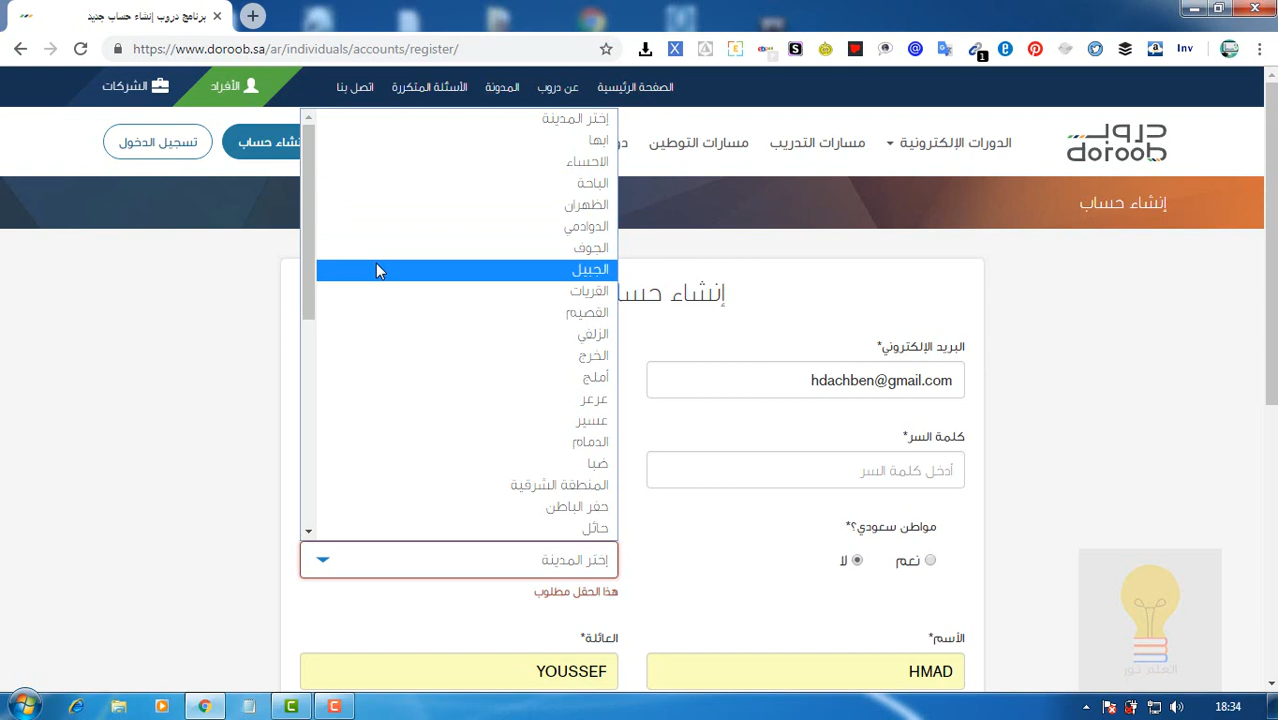 برنامج دروب إنشاء حساب جديد
https://www.doroob.sa/ar/individuals/accounts/register/
Inv
1
الصفحة الرئيسية
عن دروب
المدونة
الأسئلة المتكررة
اتصل بنا
الأفراد
الشركات
دروب
doroob
الدورات الإلكترونية
مسارات التدريب
مسارات التوطين
إنشاء حساب
تسجيل الدخول
إنشاء حساب
إختر المدينة
ابها
الاحساء
الباحة
الظهران
الدوادمي
الجوف
الجبيل
القريات
القصيم
الزلفي
الخرج
أملج
عرعر
عسير
الدمام
ضبا
المنطقة الشرقية
حفر الباطن
حائل
البريد الإلكتروني*
hdachben@gmail.com
كلمة السر*
أدخل كلمة السر
مواطن سعودي؟*
نعم
لا
إختر المدينة
هذا الحقل مطلوب
الأسم*
HMAD
العائلة*
YOUSSEF
العلم نور
18:34